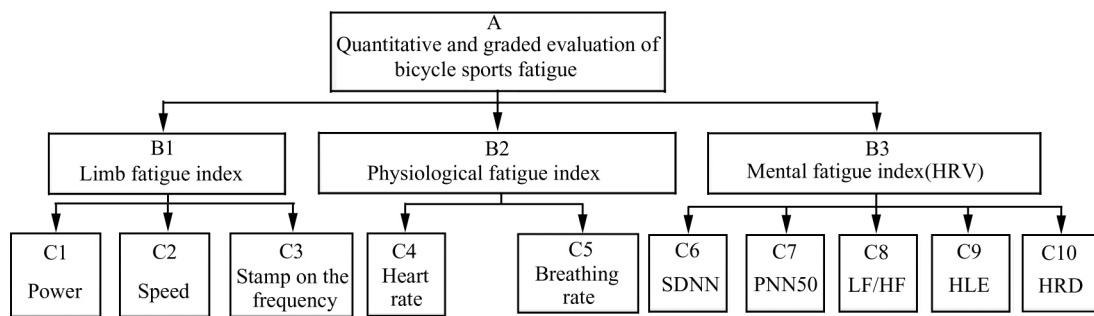 A
Quantitative and graded evaluation of
bicycle sports fatigue
B1
Limb fatigue index
B2
Physiological fatigue index
B3
Mental fatigue index(HRV)
C1
Power
C2
Speed
C3
Stamp on the
frequency
C4
Heart
rate
C5
Breathing
rate
C6
SDNN
C7
PNN50
C8
LF/HF
C9
HLE
C10
HRD